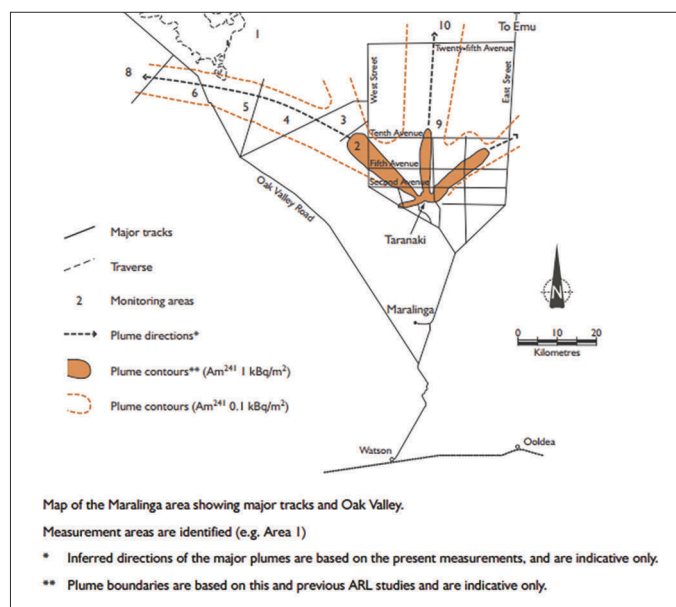 10
To Emu
1
Twenty-fifth Avenue
8
West Street
East Street
6
5
4
3
9
Tenth Avenue
2
Fifth Avenue
Second Avenue
Oak Valley Road
Taranaki
Major tracks
Traverse
2 Monitoring areas
N
Maralinga
Plume directions*
0 10 20
Kilometres
Plume contours** (Am²⁴¹ 1 kBq/m²)
Plume contours (Am²⁴¹ 0.1 kBq/m²)
Watson
Ooldea
Map of the Maralinga area showing major tracks and Oak Valley.
Measurement areas are identified (e.g. Area 1)
* Inferred directions of the major plumes are based on the present measurements, and are indicative only.
** Plume boundaries are based on this and previous ARL studies and are indicative only.